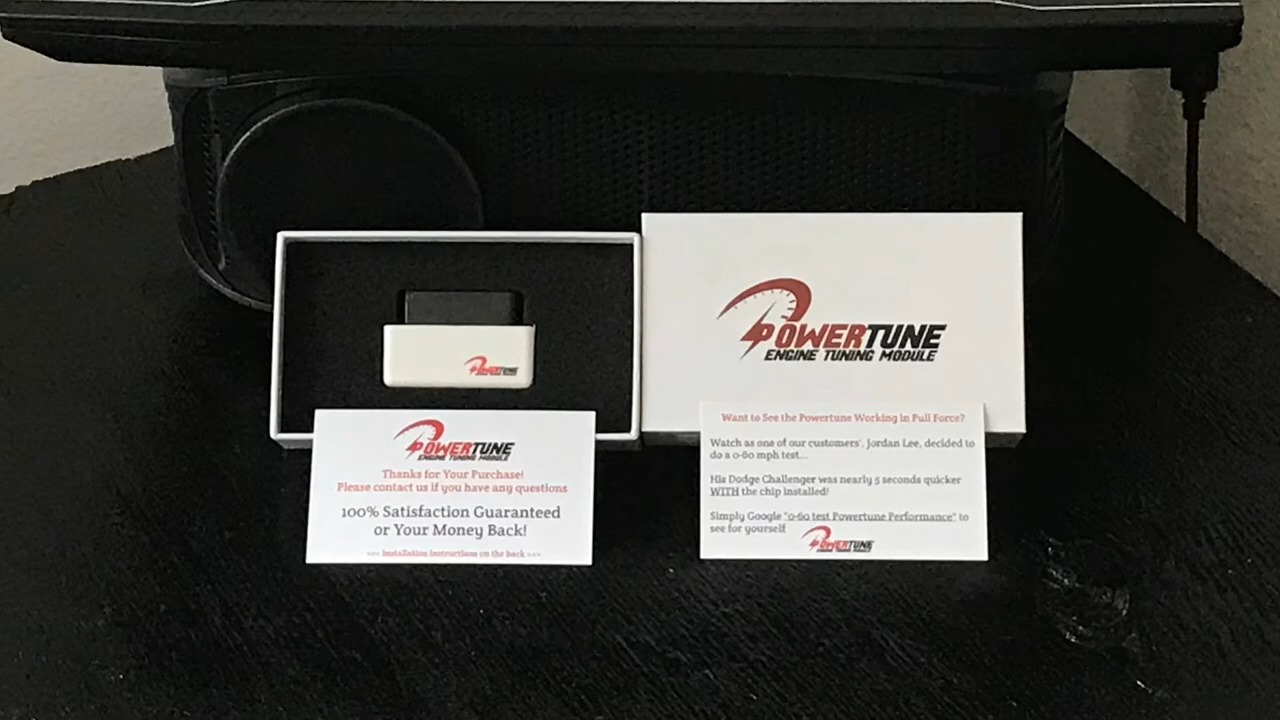 POWERTUNE
ENGINE TUNING MODULE
POWERTUNE
POWERTUNE
ENGINE TUNING MODULE
Thanks for Your Purchase!
Please contact us if you have any questions
100% Satisfaction Guaranteed
or Your Money Back!
<<< Installation instructions on the back >>>
Want to See the Powertune Working in Full Force?
Watch as one of our customers', Jordan Lee, decided to
do a 0-60 mph test...
His Dodge Challenger was nearly 5 seconds quicker
WITH the chip installed!
Simply Google "0-60 test Powertune Performance" to
see for yourself
POWERTUNE
ENGINE TUNING MODULE